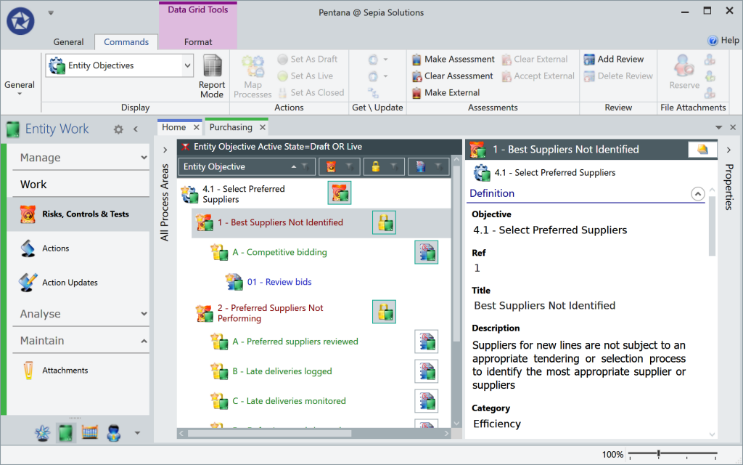 Data Grid Tools
Pentana @ Sepia Solutions
General
Commands
Format
Help
General
Entity Objectives
Report Mode
Display
Map Processes
Set As Draft
Set As Live
Set As Closed
Actions
Get \ Update
Make Assessment
Clear Assessment
Make External
Clear External
Accept External
Assessments
Add Review
Delete Review
Review
Reserve
File Attachments
Entity Work
Manage
Work
Risks, Controls & Tests
Actions
Action Updates
Analyse
Maintain
Attachments
Home
Purchasing
All Process Areas
Entity Objective Active State=Draft OR Live
Entity Objective
4.1 - Select Preferred
Suppliers
1 - Best Suppliers Not Identified
A - Competitive bidding
01 - Review bids
2 - Preferred Suppliers Not
Performing
A - Preferred suppliers reviewed
B - Late deliveries logged
C - Late deliveries monitored
1 - Best Suppliers Not Identified
4.1 - Select Preferred Suppliers
Definition
Objective
4.1 - Select Preferred Suppliers
Ref
1
Title
Best Suppliers Not Identified
Description
Suppliers for new lines are not subject to an
appropriate tendering or selection process
to identify the most appropriate supplier or
suppliers
Category
Efficiency
Properties
100%